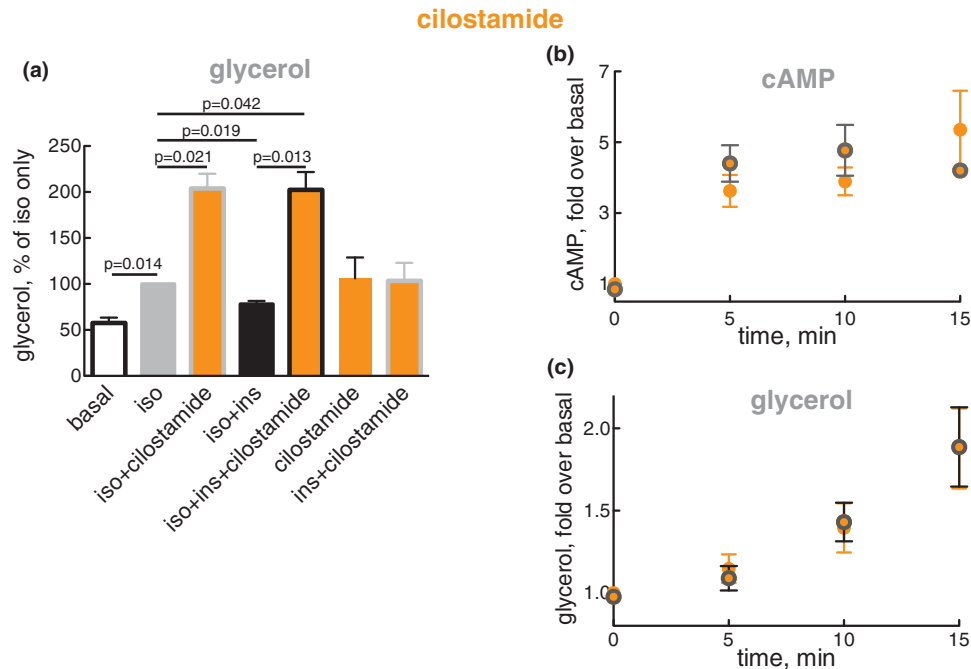 cilostamide
(a)
glycerol
p=0.042
p=0.019
p=0.021
p=0.013
p=0.014
glycerol, % of iso only
250
200
150
100
50
0
basal
iso
iso+cilostamide
iso+ins
iso+ins+cilostamide
cilostamide
ins+cilostamide
(b)
cAMP
cAMP, fold over basal
7
5
3
1
0
5
10
15
time, min
(c)
glycerol
glycerol, fold over basal
2.0
1.5
1.0
0
5
10
15
time, min